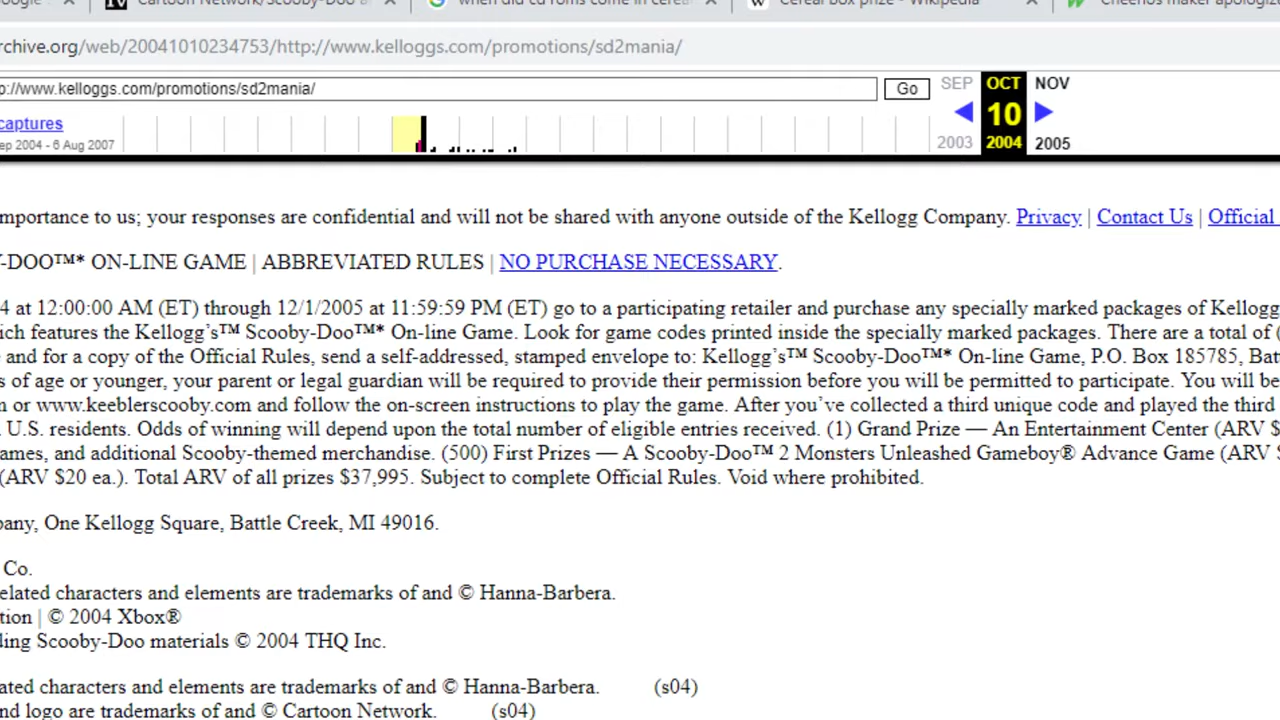 Cartoon Network/Scooby-Doo a
when did cd roms come in cerea
Cereal box prize - Wikipedia
Cheerios maker apologize
rchive.org/web/20041010234753/http://www.kelloggs.com/promotions/sd2mania/
p://www.kelloggs.com/promotions/sd2mania/ Go SEP OCT NOV
captures 10
ep 2004 - 6 Aug 2007 2003 2004 2005
mportance to us; your responses are confidential and will not be shared with anyone outside of the Kellogg Company. Privacy | Contact Us | Official
Y-DOO™* ON-LINE GAME | ABBREVIATED RULES | NO PURCHASE NECESSARY.
4 at 12:00:00 AM (ET) through 12/1/2005 at 11:59:59 PM (ET) go to a participating retailer and purchase any specially marked packages of Kellogg
ich features the Kellogg's™ Scooby-Doo™* On-line Game. Look for game codes printed inside the specially marked packages. There are a total of (
e and for a copy of the Official Rules, send a self-addressed, stamped envelope to: Kellogg's™ Scooby-Doo™* On-line Game, P.O. Box 185785, Bat
s of age or younger, your parent or legal guardian will be required to provide their permission before you will be permitted to participate. You will be
n or www.keeblerscooby.com and follow the on-screen instructions to play the game. After you've collected a third unique code and played the third
U.S. residents. Odds of winning will depend upon the total number of eligible entries received. (1) Grand Prize — An Entertainment Center (ARV $
ames, and additional Scooby-themed merchandise. (500) First Prizes — A Scooby-Doo™ 2 Monsters Unleashed Gameboy® Advance Game (ARV $
(ARV $20 ea.). Total ARV of all prizes $37,995. Subject to complete Official Rules. Void where prohibited.
pany, One Kellogg Square, Battle Creek, MI 49016.
Co.
elated characters and elements are trademarks of and © Hanna-Barbera.
tion | © 2004 Xbox®
ding Scooby-Doo materials © 2004 THQ Inc.
ated characters and elements are trademarks of and © Hanna-Barbera. (s04)
nd logo are trademarks of and © Cartoon Network. (s04)